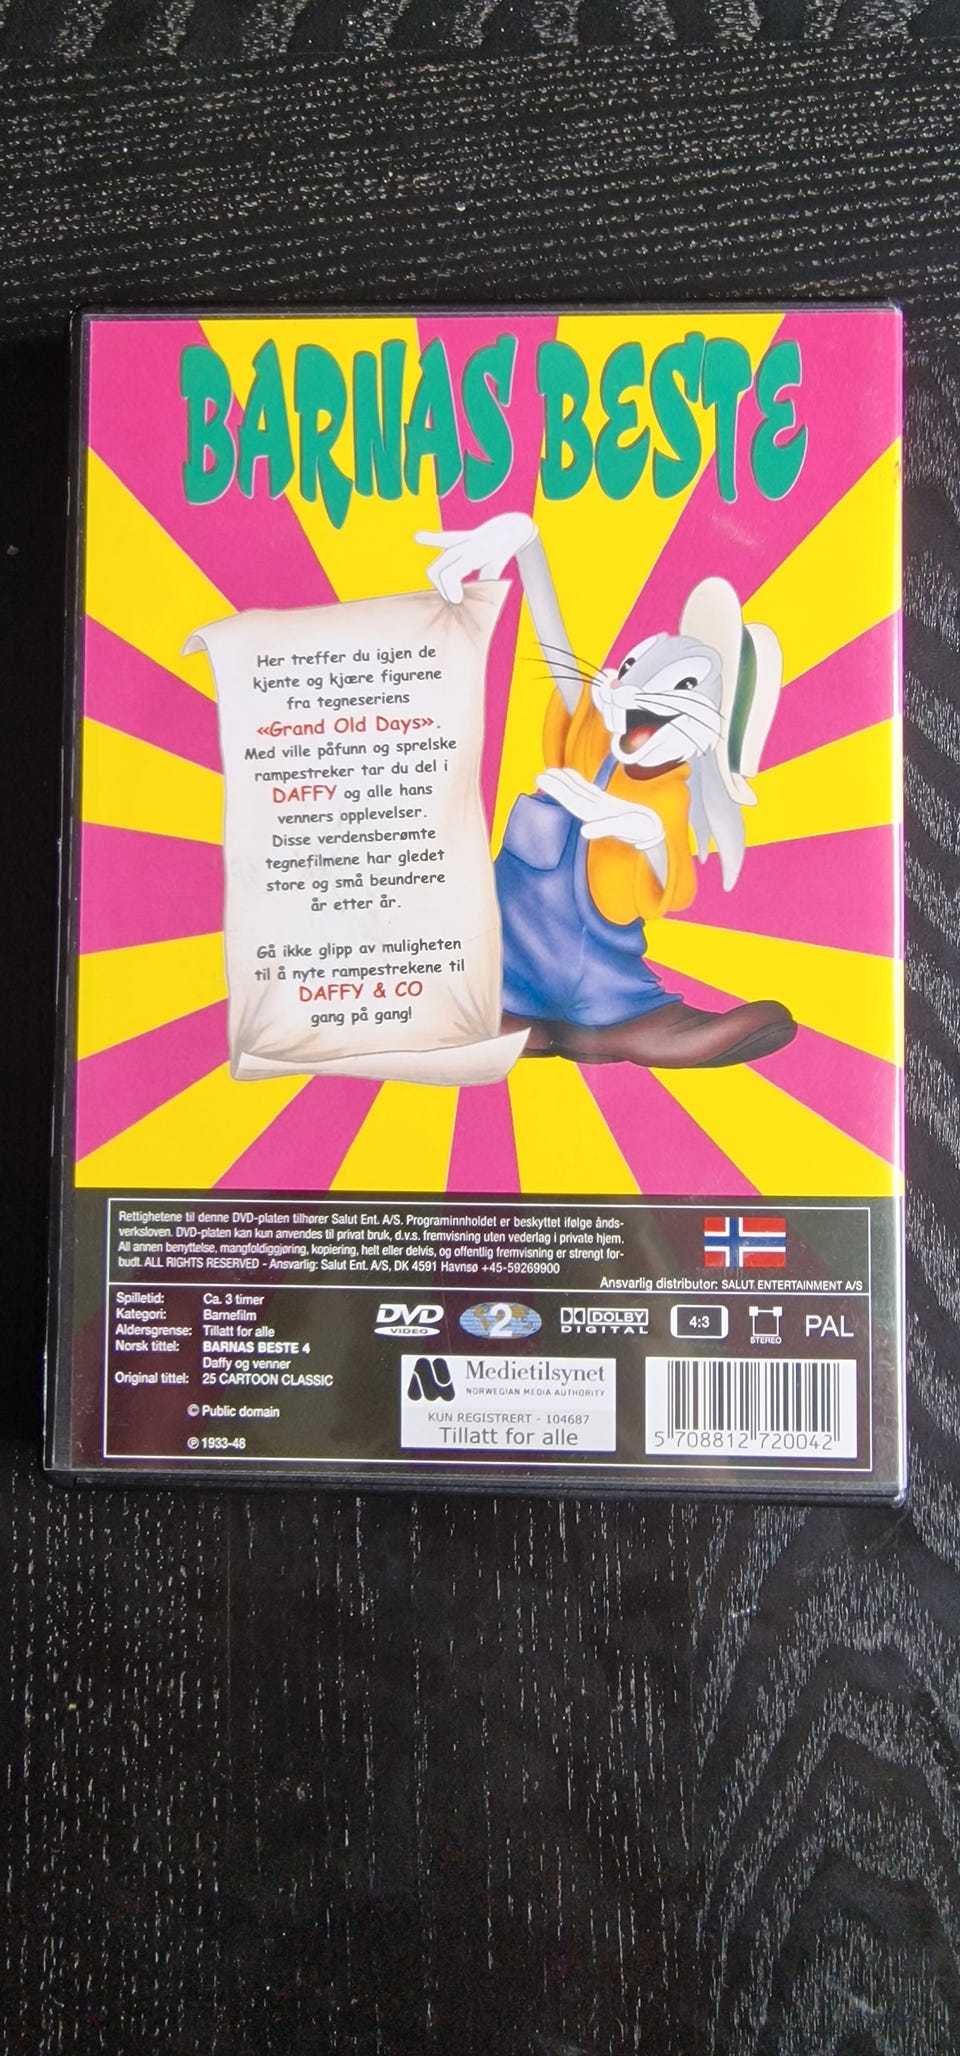 BARNAS BESTE
Her treffer du igjen de
kjente og kjære figurene
fra tegneseriens
«Grand Old Days».
Med ville påfunn og sprelske
rampestreker tar du del i
DAFFY og alle hans
venners opplevelser.
Disse verdensberømte
tegnefilmene har gledet
store og små beundrere
år etter år.
Gå ikke glipp av muligheten
til å nyte rampestrekene til
DAFFY & CO
gang på gang!
Rettighetene til denne DVD-platen tilhører Salut Ent. A/S. Programinnholdet er beskyttet ifølge ånds-
verksloven. DVD-platen kan kun anvendes til privat bruk, d.v.s. fremvisning uten vederlag i private hjem.
All annen benyttelse, mangfoldiggjøring, kopiering, helt eller delvis, og offentlig fremvisning er strengt for-
budt. ALL RIGHTS RESERVED - Ansvarlig: Salut Ent. A/S, DK 4591 Havnsø +45-59269900
Ansvarlig distributor: SALUT ENTERTAINMENT A/S
Spilletid: Ca. 3 timer
Kategori: Barnefilm
Aldersgrense: Tillatt for alle
Norsk tittel: BARNAS BESTE 4
Daffy og venner
Original tittel: 25 CARTOON CLASSIC
© Public domain
℗ 1933-48
DVD
VIDEO
2
DOLBY
DIGITAL
4:3
STEREO
PAL
Medietilsynet
NORWEGIAN MEDIA AUTHORITY
KUN REGISTRERT - 104687
Tillatt for alle
5 708812 720042